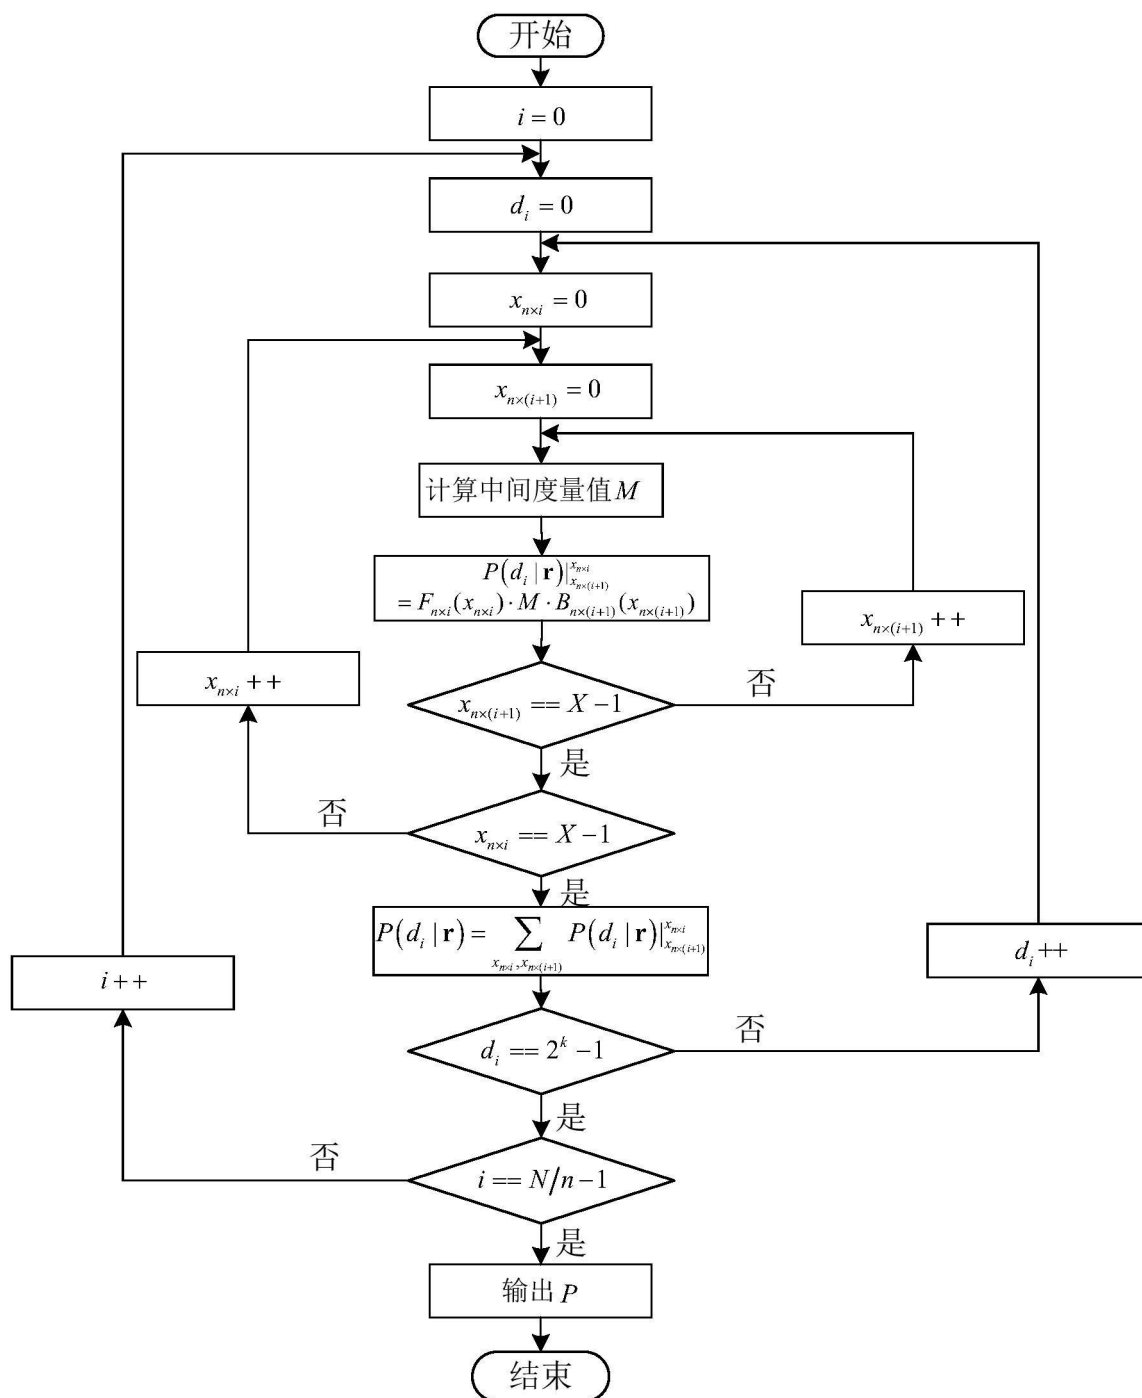 开始
i = 0
d_i = 0
x_{n×i} = 0
x_{n×(i+1)} = 0
计算中间度量值 M
P(d_i | r)|^{x_{n×i}}_{x_{n×(i+1)}}
= F_{n×i}(x_{n×i}) · M · B_{n×(i+1)}(x_{n×(i+1)})
x_{n×(i+1)} ++
x_{n×i} ++
x_{n×(i+1)} == X − 1
否
是
x_{n×i} == X − 1
否
是
P(d_i | r) = ∑_{x_{n×i}, x_{n×(i+1)}} P(d_i | r)|^{x_{n×i}}_{x_{n×(i+1)}}
d_i ++
i ++
d_i == 2^k − 1
否
是
i == N/n − 1
否
是
输出 P
结束